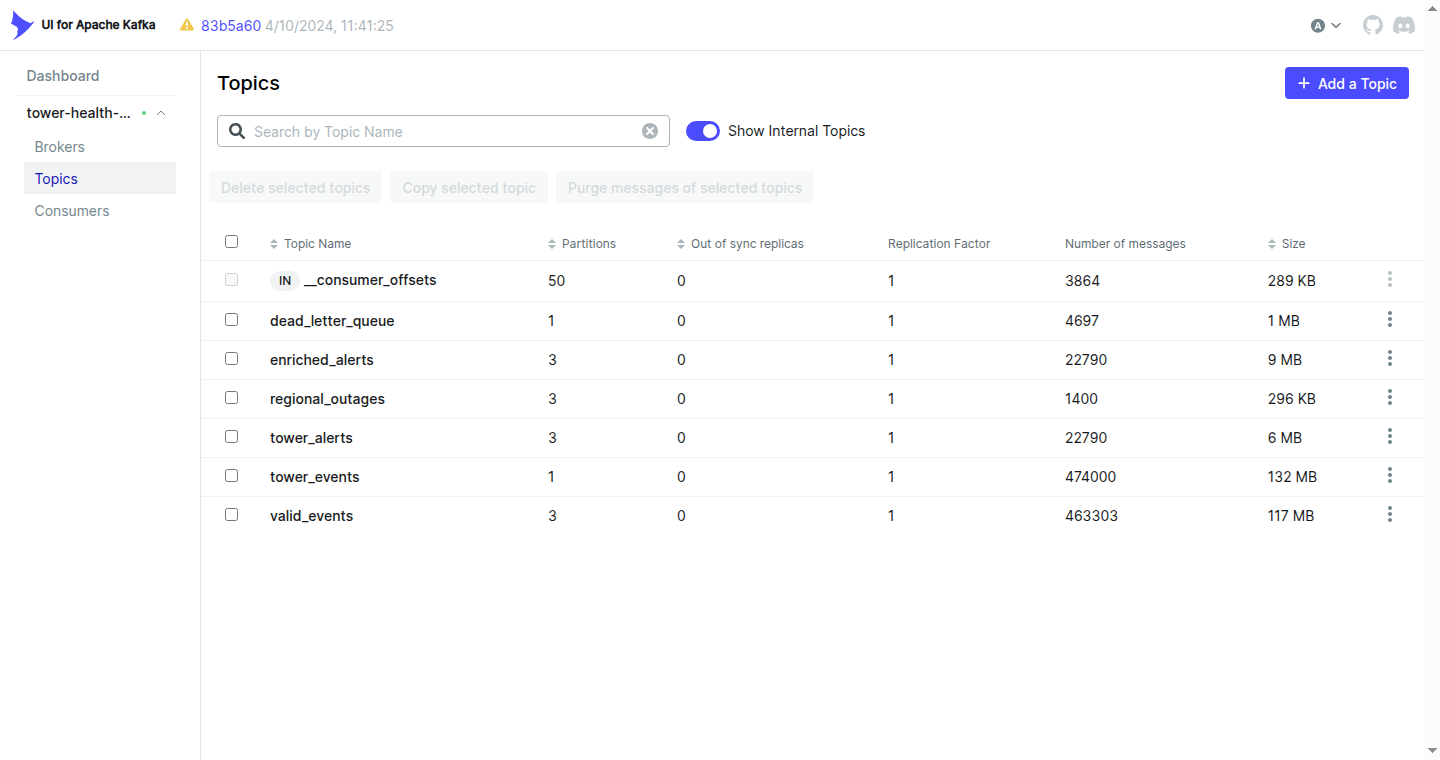 UI for Apache Kafka 83b5a60 4/10/2024, 11:41:25 A
Dashboard
tower-health-...
Brokers
Topics
Consumers
Topics
+ Add a Topic
Search by Topic Name
Show Internal Topics
Delete selected topics Copy selected topic Purge messages of selected topics
Topic Name Partitions Out of sync replicas Replication Factor Number of messages Size
IN __consumer_offsets 50 0 1 3864 289 KB
dead_letter_queue 1 0 1 4697 1 MB
enriched_alerts 3 0 1 22790 9 MB
regional_outages 3 0 1 1400 296 KB
tower_alerts 3 0 1 22790 6 MB
tower_events 1 0 1 474000 132 MB
valid_events 3 0 1 463303 117 MB